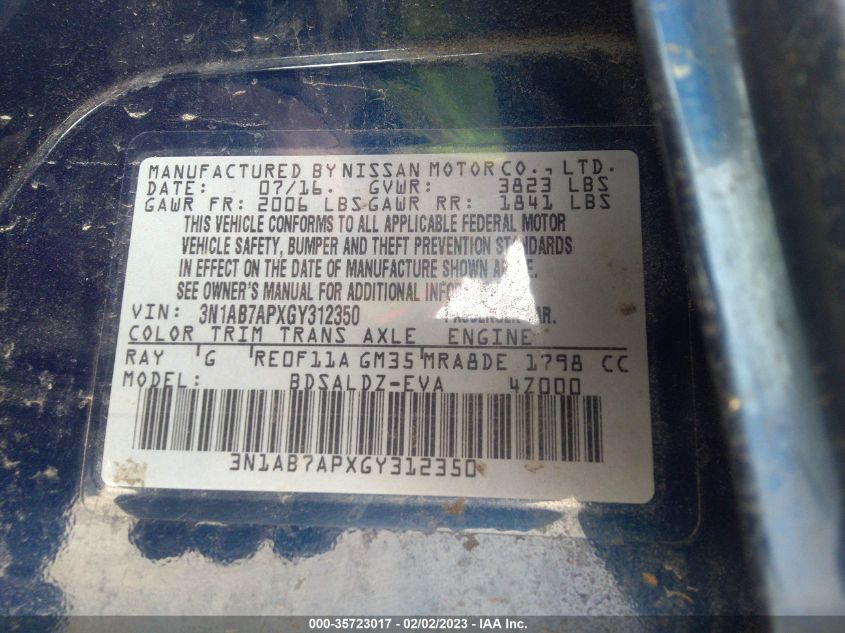 MANUFACTURED BY NISSAN MOTOR CO., LTD.
DATE: 07/16. GVWR: 3823 LBS
GAWR FR: 2006 LBS GAWR RR: 1841 LBS
THIS VEHICLE CONFORMS TO ALL APPLICABLE FEDERAL MOTOR
VEHICLE SAFETY, BUMPER AND THEFT PREVENTION STANDARDS
IN EFFECT ON THE DATE OF MANUFACTURE SHOWN
SEE OWNER'S MANUAL FOR ADDITIONAL
VIN: 3N1AB7APXGY312350
COLOR TRIM TRANS AXLE ENGINE
RAY G RE0F11A GM35 MRA8DE 1798 CC
BDSALDZ-EVA 4Z000
3N1AB7APXGY312350
000-35723017 — 02/02/2023 — IAA Inc.